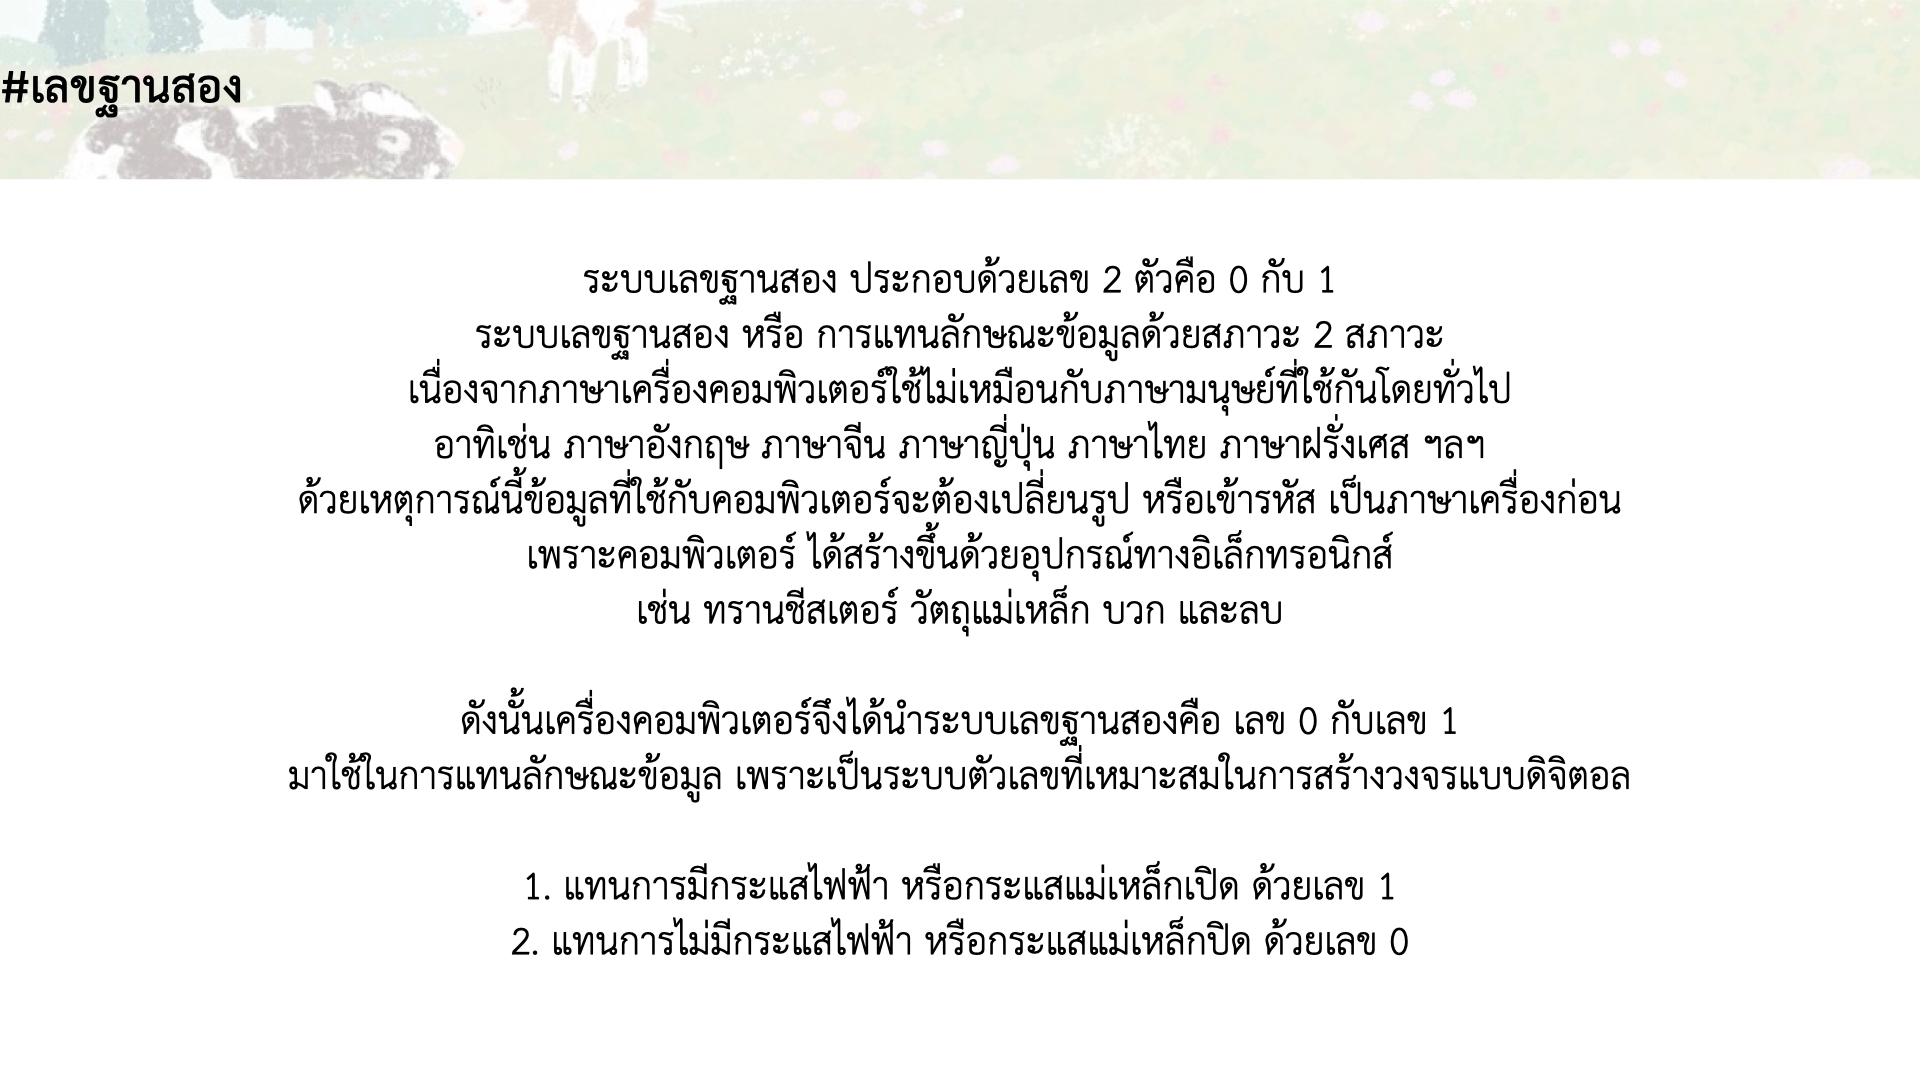 #เลขฐานสอง
ระบบเลขฐานสอง ประกอบด้วยเลข 2 ตัวคือ 0 กับ 1
ระบบเลขฐานสอง หรือ การแทนลักษณะข้อมูลด้วยสภาวะ 2 สภาวะ
เนื่องจากภาษาเครื่องคอมพิวเตอร์ใช้ไม่เหมือนกับภาษามนุษย์ที่ใช้กันโดยทั่วไป
อาทิเช่น ภาษาอังกฤษ ภาษาจีน ภาษาญี่ปุ่น ภาษาไทย ภาษาฝรั่งเศส ฯลฯ
ด้วยเหตุการณ์นี้ข้อมูลที่ใช้กับคอมพิวเตอร์จะต้องเปลี่ยนรูป หรือเข้ารหัส เป็นภาษาเครื่องก่อน
เพราะคอมพิวเตอร์ ได้สร้างขึ้นด้วยอุปกรณ์ทางอิเล็กทรอนิกส์
เช่น ทรานซีสเตอร์ วัตถุแม่เหล็ก บวก และลบ
ดังนั้นเครื่องคอมพิวเตอร์จึงได้นำระบบเลขฐานสองคือ เลข 0 กับเลข 1
มาใช้ในการแทนลักษณะข้อมูล เพราะเป็นระบบตัวเลขที่เหมาะสมในการสร้างวงจรแบบดิจิตอล
1. แทนการมีกระแสไฟฟ้า หรือกระแสแม่เหล็กเปิด ด้วยเลข 1
2. แทนการไม่มีกระแสไฟฟ้า หรือกระแสแม่เหล็กปิด ด้วยเลข 0